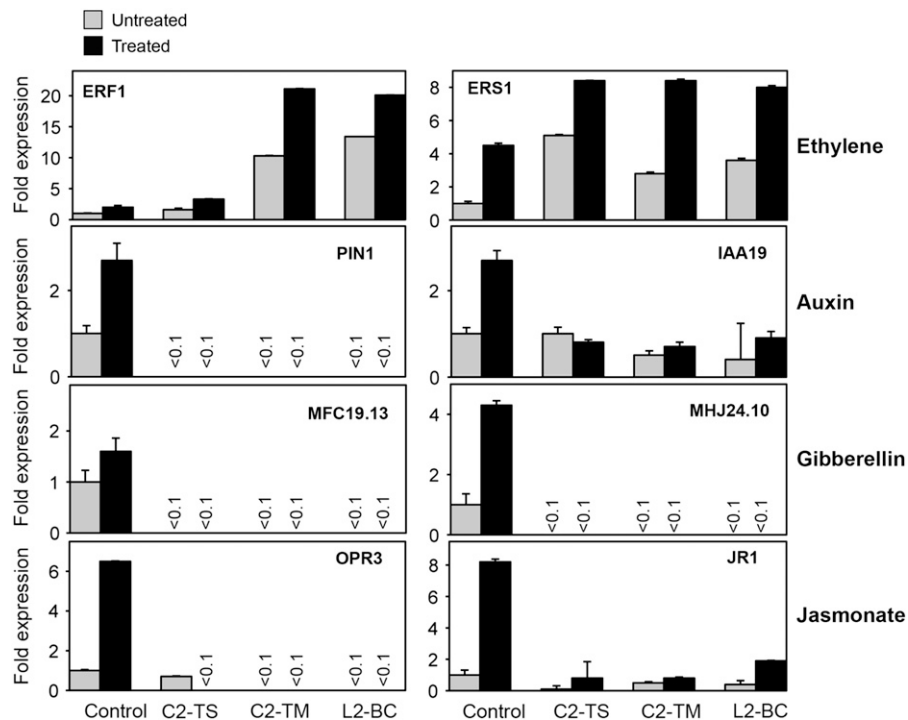 Untreated
Treated
Fold expression
20
15
10
5
0
ERF1
8
6
4
2
0
ERS1
Ethylene
Fold expression
2
0
PIN1
<0.1 <0.1 <0.1 <0.1 <0.1 <0.1
2
0
IAA19
Auxin
Fold expression
2
1
0
MFC19.13
<0.1 <0.1 <0.1 <0.1 <0.1 <0.1
4
2
0
MHJ24.10
<0.1 <0.1 <0.1 <0.1 <0.1 <0.1
Gibberellin
Fold expression
6
4
2
0
OPR3
<0.1 <0.1 <0.1 <0.1 <0.1
8
6
4
2
0
JR1
Jasmonate
Control C2-TS C2-TM L2-BC
Control C2-TS C2-TM L2-BC